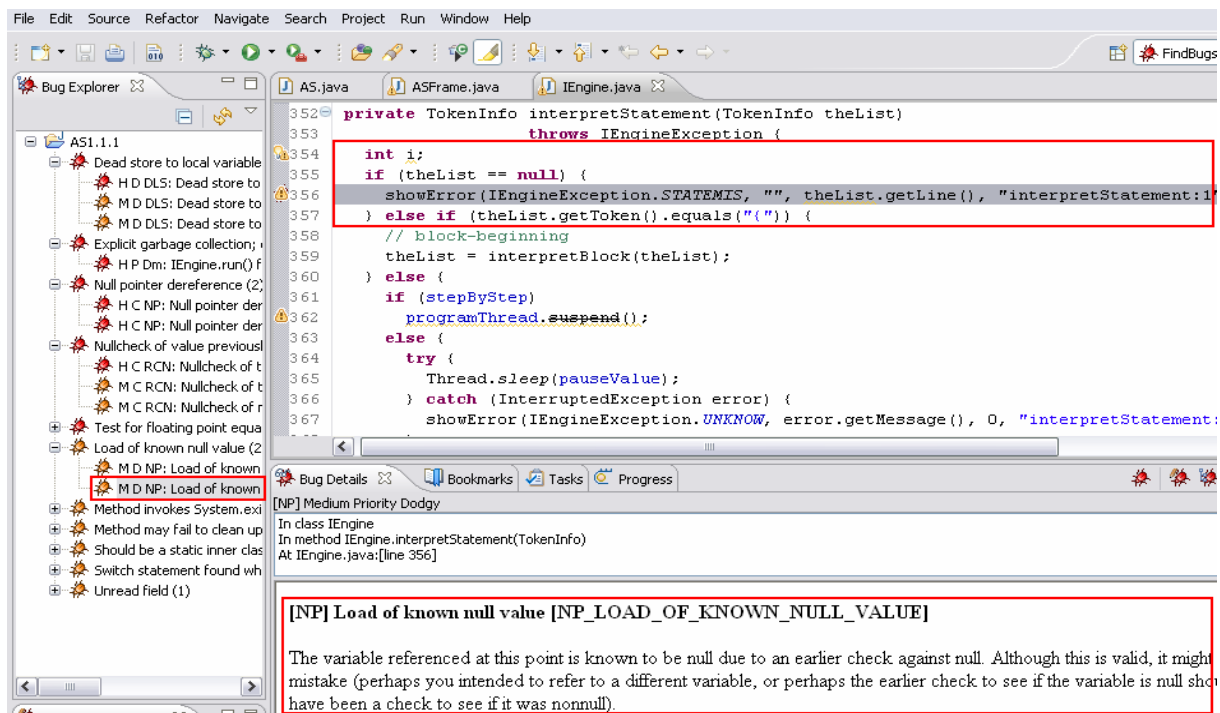 File Edit Source Refactor Navigate Search Project Run Window Help
FindBugs
Bug Explorer
AS1.1.1
Dead store to local variable
H D DLS: Dead store to
M D DLS: Dead store to
M D DLS: Dead store to
Explicit garbage collection;
H P Dm: IEngine.run() f
Null pointer dereference (2)
H C NP: Null pointer der
H C NP: Null pointer der
Nullcheck of value previousl
H C RCN: Nullcheck of t
M C RCN: Nullcheck of t
M C RCN: Nullcheck of r
Test for floating point equa
Load of known null value (2
M D NP: Load of known
M D NP: Load of known
Method invokes System.exi
Method may fail to clean up
Should be a static inner clas
Switch statement found wh
Unread field (1)
AS.java ASFrame.java IEngine.java
352 private TokenInfo interpretStatement(TokenInfo theList)
353 throws IEngineException {
354 int i;
355 if (theList == null) {
356 showError(IEngineException.STATEMIS, "", theList.getLine(), "interpretStatement:1"
357 } else if (theList.getToken().equals("{")) {
358 // block-beginning
359 theList = interpretBlock(theList);
360 } else {
361 if (stepByStep)
362 programThread.suspend();
363 else {
364 try {
365 Thread.sleep(pauseValue);
366 } catch (InterruptedException error) {
367 showError(IEngineException.UNKNOW, error.getMessage(), 0, "interpretStatement:
Bug Details Bookmarks Tasks Progress
[NP] Medium Priority Dodgy
In class IEngine
In method IEngine.interpretStatement(TokenInfo)
At IEngine.java:[line 356]
[NP] Load of known null value [NP_LOAD_OF_KNOWN_NULL_VALUE]
The variable referenced at this point is known to be null due to an earlier check against null. Although this is valid, it might
mistake (perhaps you intended to refer to a different variable, or perhaps the earlier check to see if the variable is null shou
have been a check to see if it was nonnull).